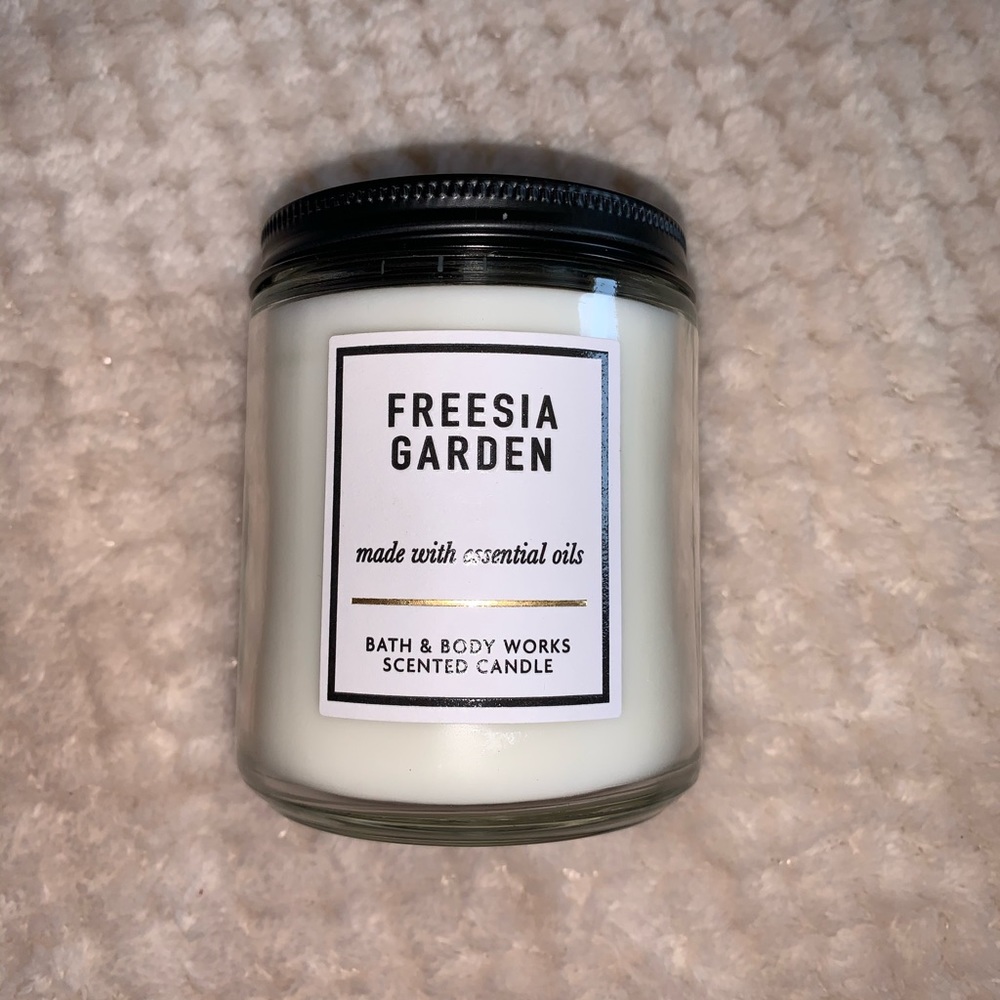 FREESIA
GARDEN
made with essential oils
BATH & BODY WORKS
SCENTED CANDLE